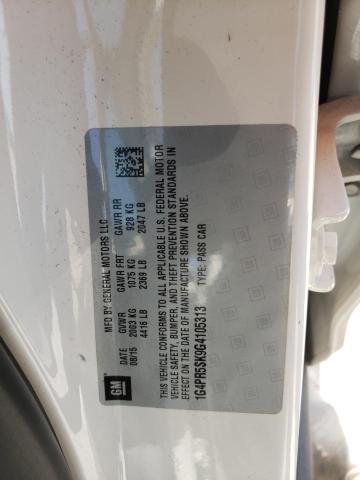 MFD BY GENERAL MOTORS LLC
DATE GVWR GAWR FRT GAWR RR
08/15 2003 KG 1075 KG 928 KG
4416 LB 2369 LB 2047 LB
GM
THIS VEHICLE CONFORMS TO ALL APPLICABLE U.S. FEDERAL MOTOR
VEHICLE SAFETY, BUMPER, AND THEFT PREVENTION STANDARDS IN
EFFECT ON THE DATE OF MANUFACTURE SHOWN ABOVE.
TYPE: PASS CAR
1G4PR5SK9G4105313